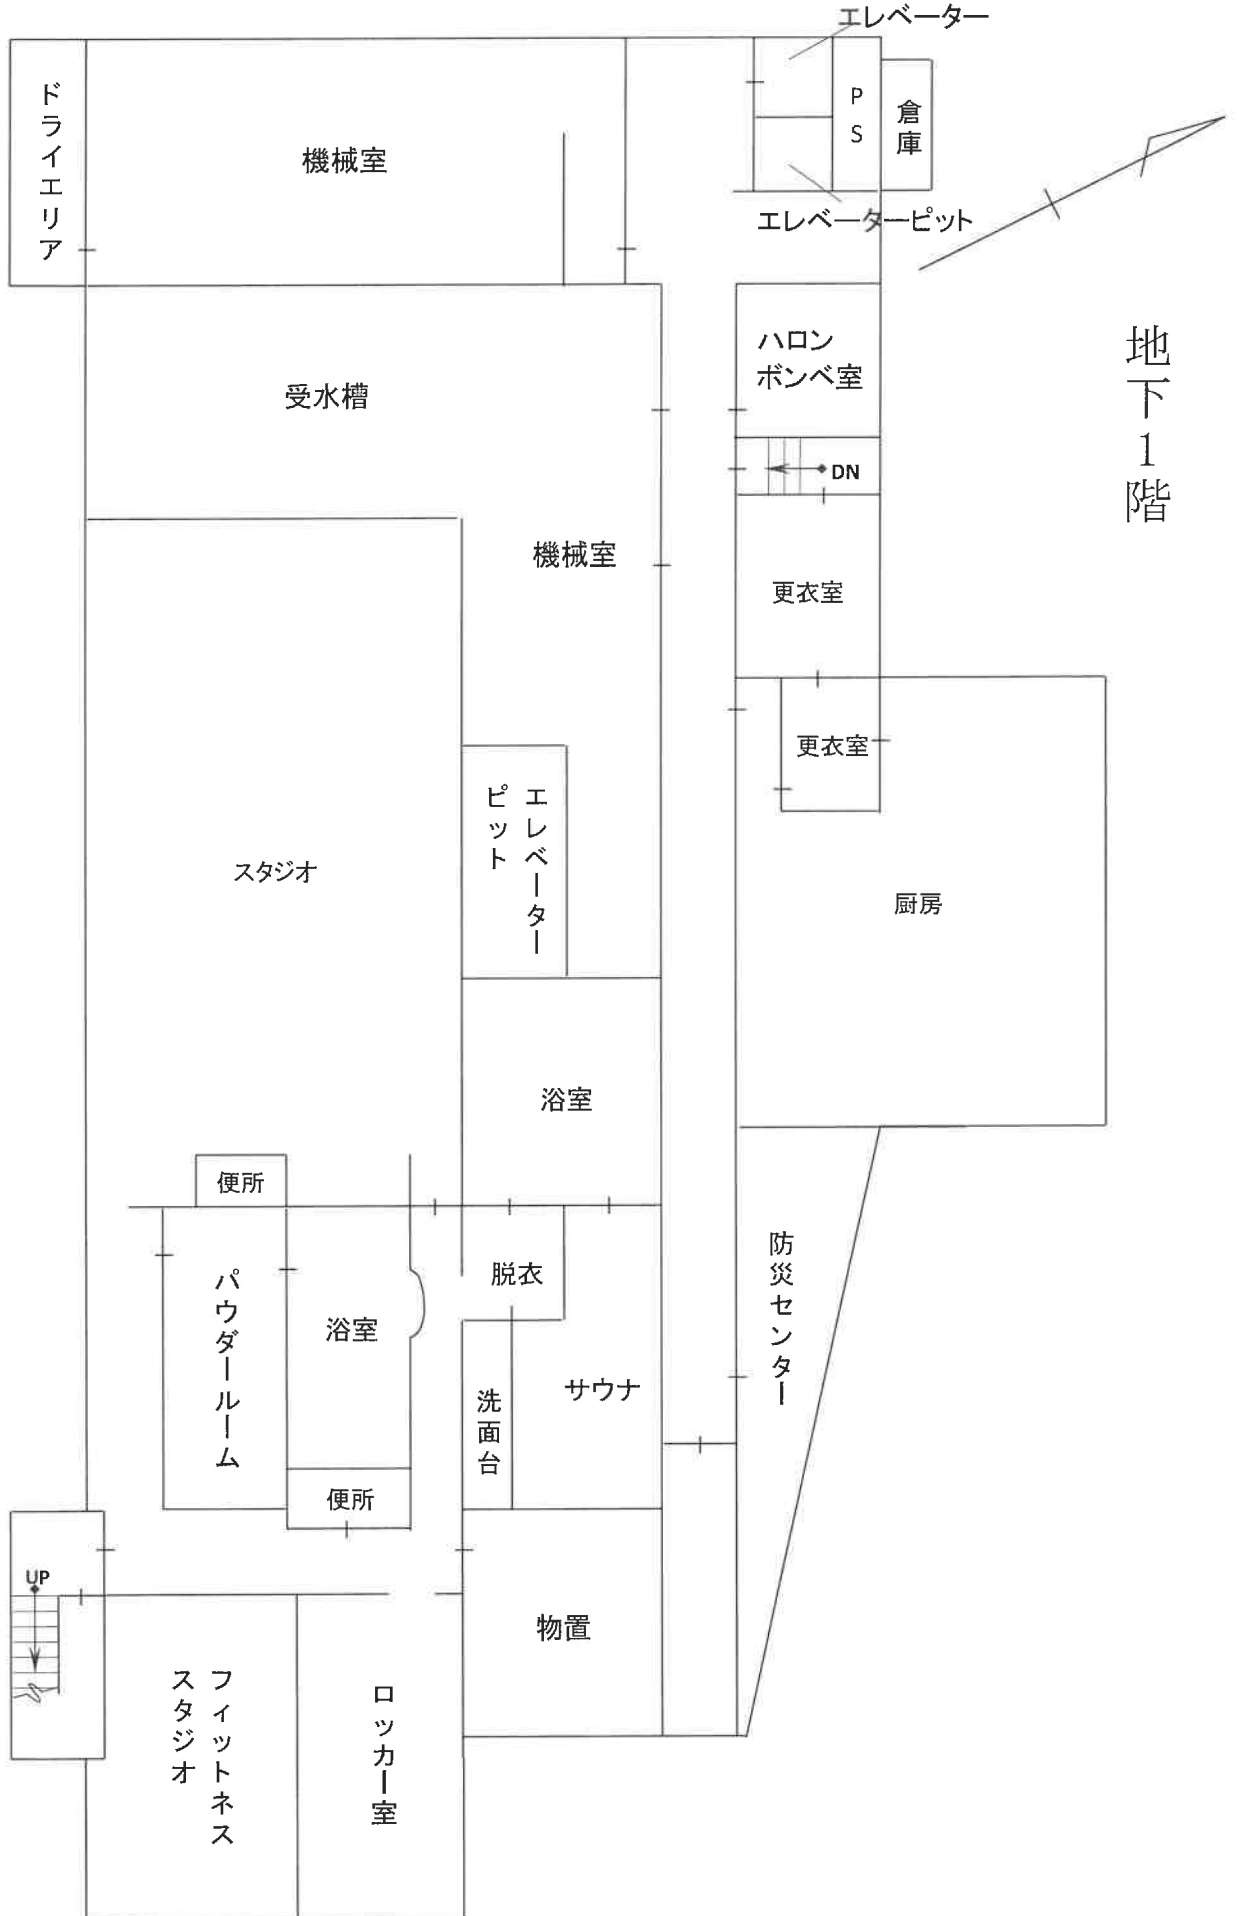 エレベーター
ドライエリア
機械室
PS
倉庫
エレベーターピット
地下1階
ハロン
ボンベ室
受水槽
DN
機械室
更衣室
更衣室
エレベーター
ピット
スタジオ
厨房
浴室
便所
防災センター
脱衣
パウダールーム
浴室
サウナ
洗面台
便所
UP
物置
フィットネス
スタジオ
ロッカー室